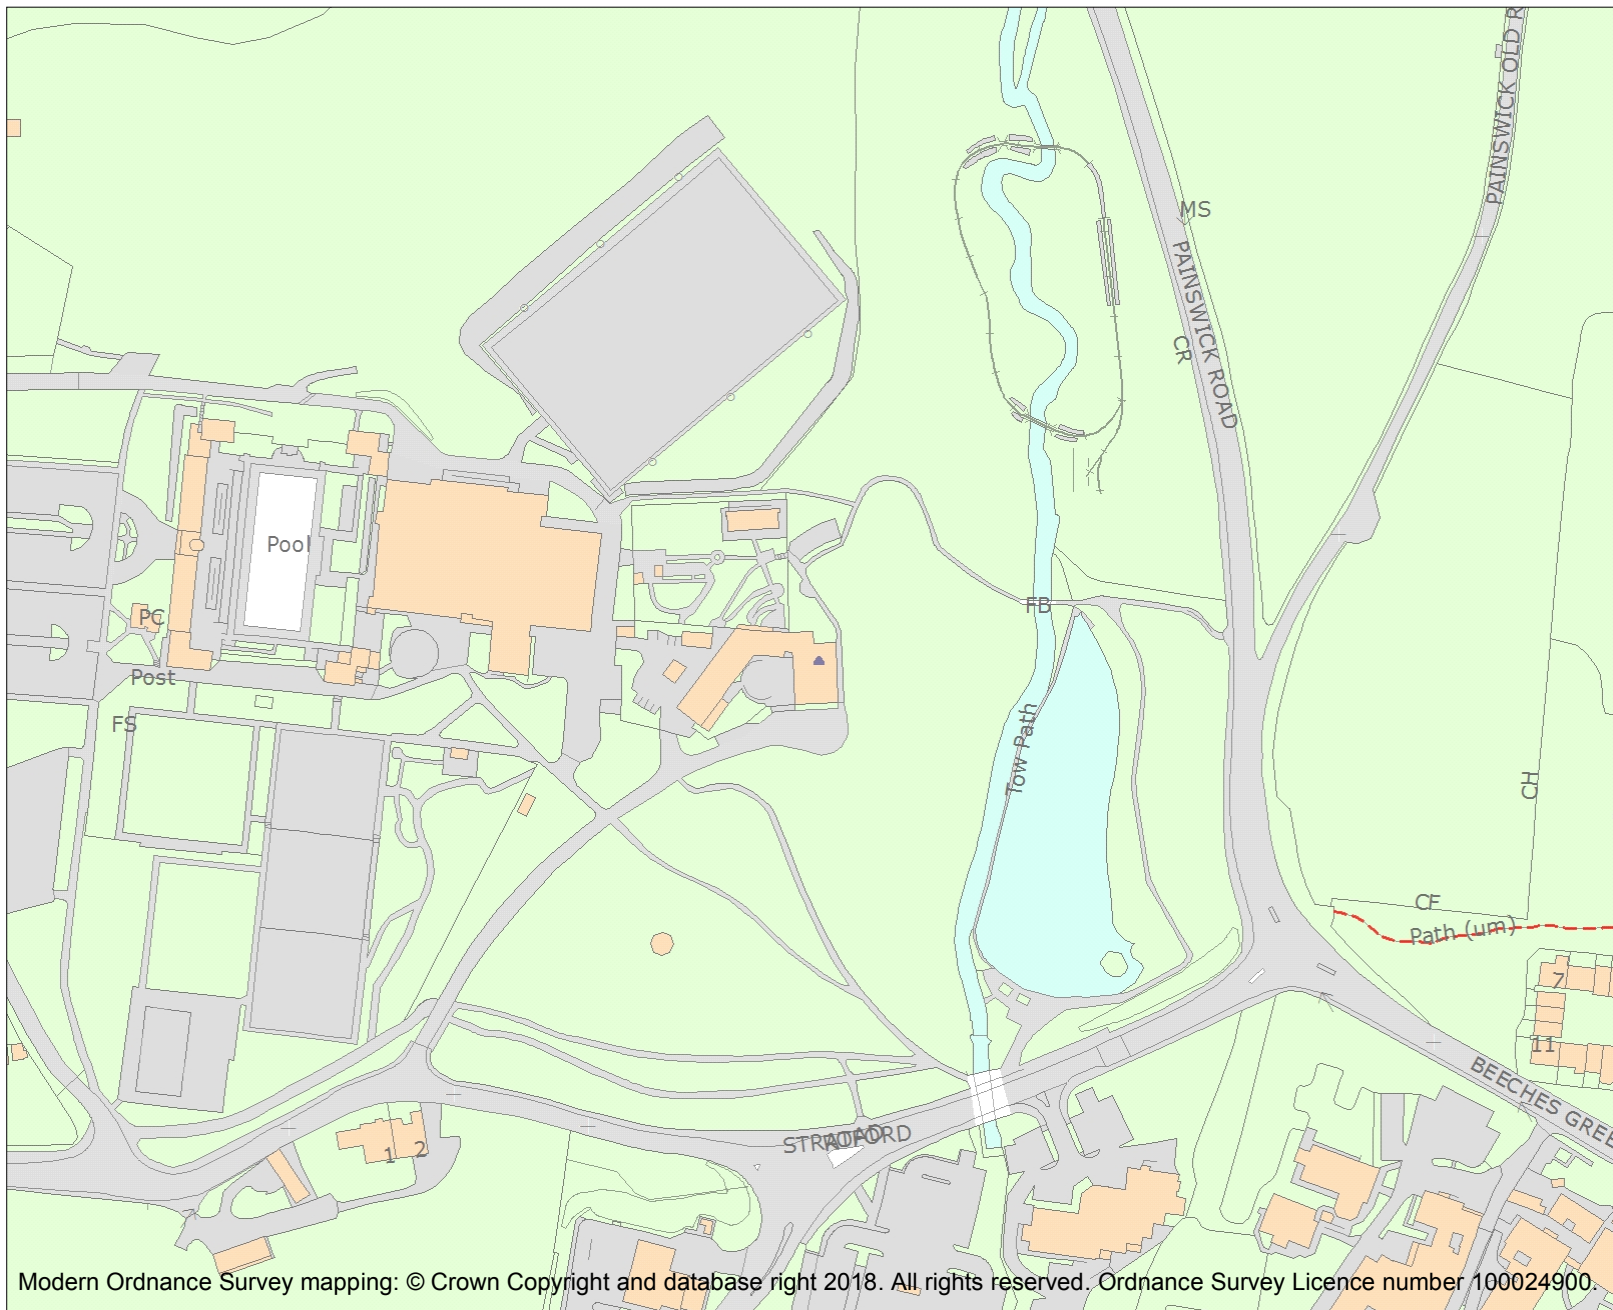 PAINSWICK OLD R
MS
PAINSWICK ROAD
CR
Pool
FB
PC
Post
FS
Tow Path
CH
CF
Path (um)
7
11
BEECHES GREE
STRATFORD
ROAD
1
2
Modern Ordnance Survey mapping: © Crown Copyright and database right 2018. All rights reserved. Ordnance Survey Licence number 100024900.